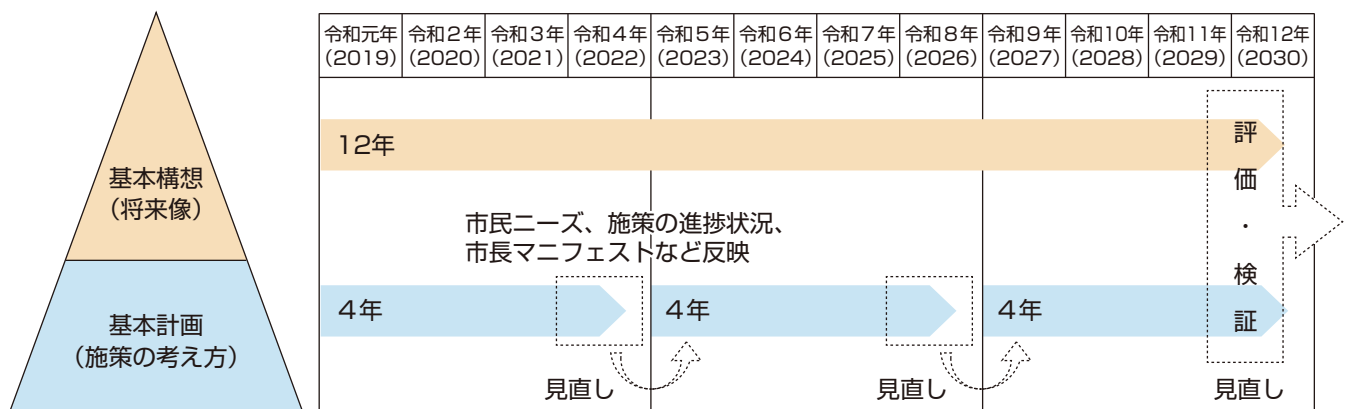 令和元年 令和2年 令和3年 令和4年 令和5年 令和6年 令和7年 令和8年 令和9年 令和10年 令和11年 令和12年
(2019) (2020) (2021) (2022) (2023) (2024) (2025) (2026) (2027) (2028) (2029) (2030)
12年
評価・検証
基本構想
(将来像)
市民ニーズ、施策の進捗状況、
市長マニフェストなど反映
4年 4年 4年
基本計画
(施策の考え方)
見直し 見直し 見直し